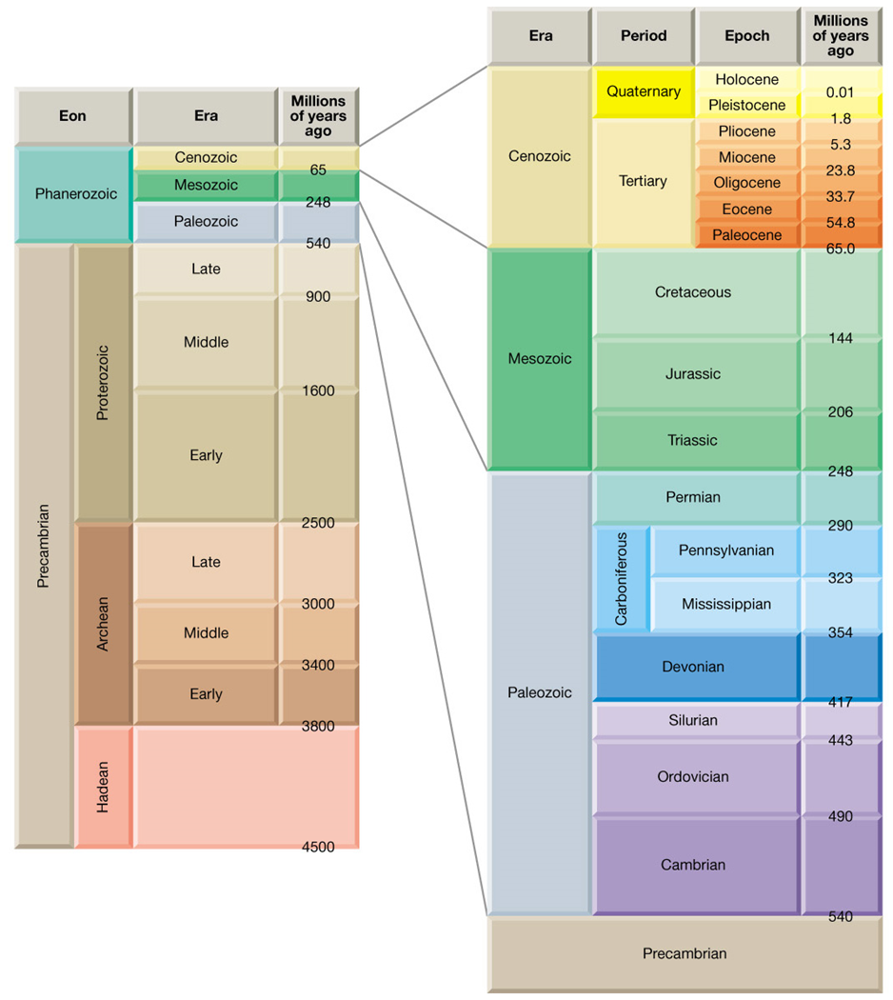 Eon Era Millions of years ago
Phanerozoic
Cenozoic
65
Mesozoic
248
Paleozoic
540
Precambrian
Proterozoic
Late
900
Middle
1600
Early
2500
Archean
Late
3000
Middle
3400
Early
3800
Hadean
4500
Era Period Epoch Millions of years ago
Cenozoic
Quaternary
Holocene
0.01
Pleistocene
1.8
Tertiary
Pliocene
5.3
Miocene
23.8
Oligocene
33.7
Eocene
54.8
Paleocene
65.0
Mesozoic
Cretaceous
144
Jurassic
206
Triassic
248
Paleozoic
Permian
290
Carboniferous
Pennsylvanian
323
Mississippian
354
Devonian
417
Silurian
443
Ordovician
490
Cambrian
540
Precambrian